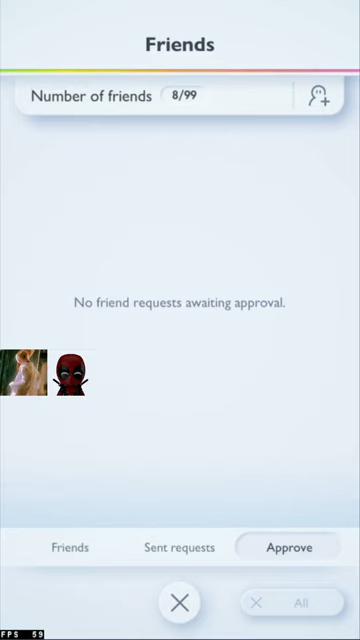 Friends
Number of friends 8/99
No friend requests awaiting approval.
Friends Sent requests Approve
All
FPS 59